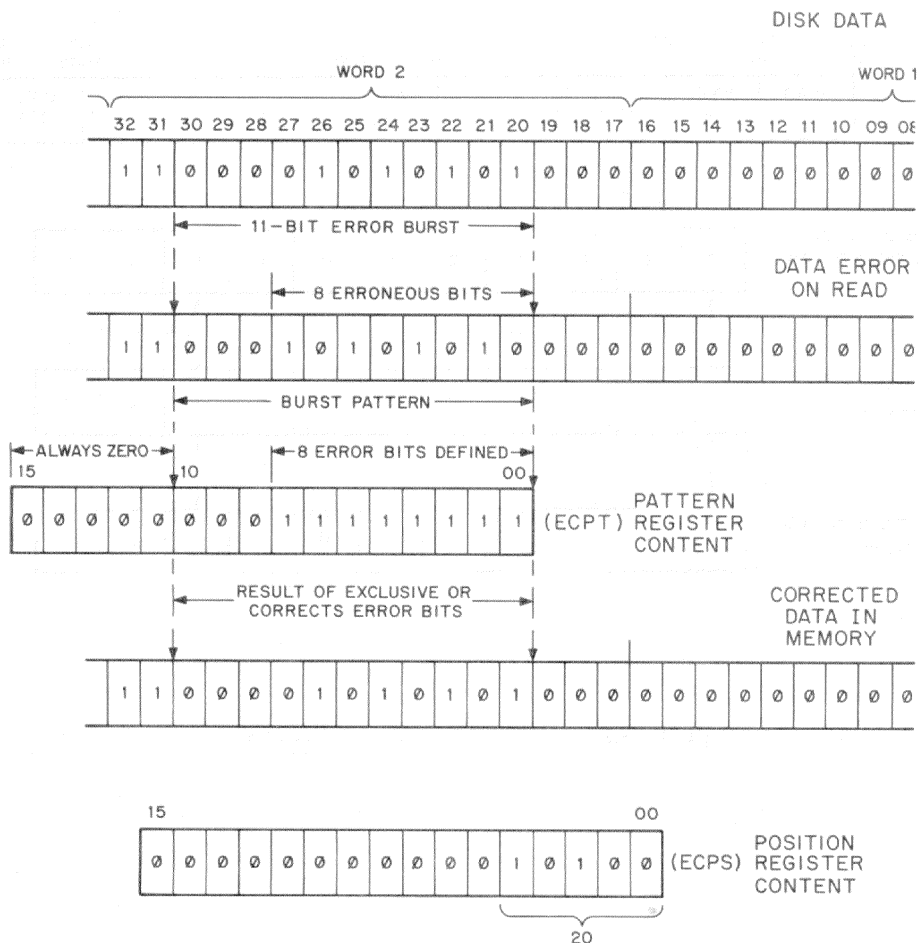 DISK DATA
WORD 2
WORD 1
32 31 30 29 28 27 26 25 24 23 22 21 20 19 18 17 16 15 14 13 12 11 10 09 08
1 1 Ø Ø Ø Ø 1 Ø 1 Ø 1 Ø 1 Ø Ø Ø Ø Ø Ø Ø Ø Ø Ø Ø Ø
11-BIT ERROR BURST
DATA ERROR
ON READ
8 ERRONEOUS BITS
1 1 Ø Ø Ø 1 Ø 1 Ø 1 Ø 1 Ø Ø Ø Ø Ø Ø Ø Ø Ø Ø Ø Ø Ø
BURST PATTERN
ALWAYS ZERO
8 ERROR BITS DEFINED
15 10 00
Ø Ø Ø Ø Ø Ø Ø Ø 1 1 1 1 1 1 1 1
(ECPT)
PATTERN
REGISTER
CONTENT
RESULT OF EXCLUSIVE OR
CORRECTS ERROR BITS
CORRECTED
DATA IN
MEMORY
1 1 Ø Ø Ø Ø 1 Ø 1 Ø 1 Ø 1 Ø Ø Ø Ø Ø Ø Ø Ø Ø Ø Ø Ø
15 00
Ø Ø Ø Ø Ø Ø Ø Ø Ø Ø Ø 1 Ø 1 Ø Ø
(ECPS)
POSITION
REGISTER
CONTENT
20